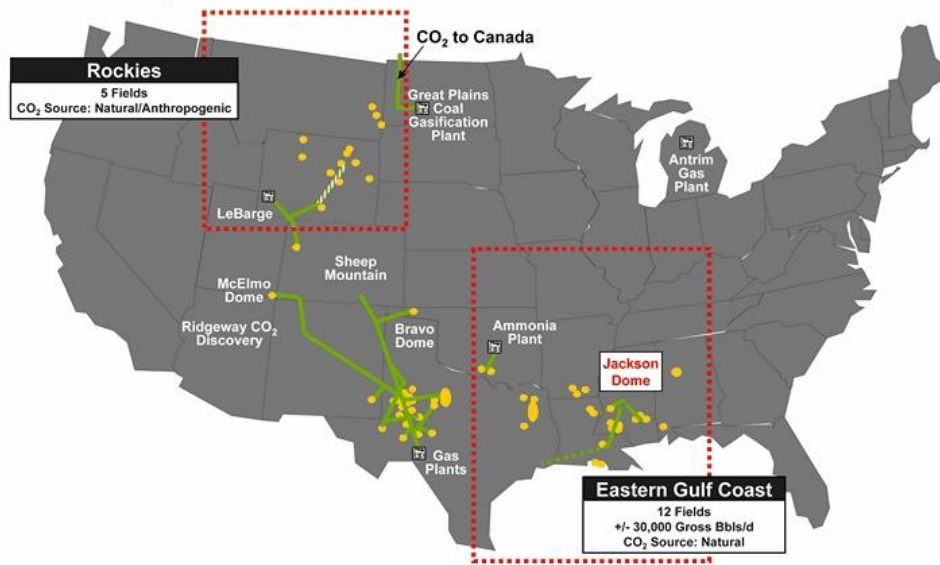 CO₂ to Canada
Rockies
5 Fields
CO₂ Source: Natural/Anthropogenic
Great Plains
Coal
Gasification
Plant
Antrim
Gas
Plant
LeBarge
Sheep
Mountain
McElmo
Dome
Ridgeway CO₂
Discovery
Bravo
Dome
Ammonia
Plant
Jackson
Dome
Gas
Plants
Eastern Gulf Coast
12 Fields
+/- 30,000 Gross Bbls/d
CO₂ Source: Natural